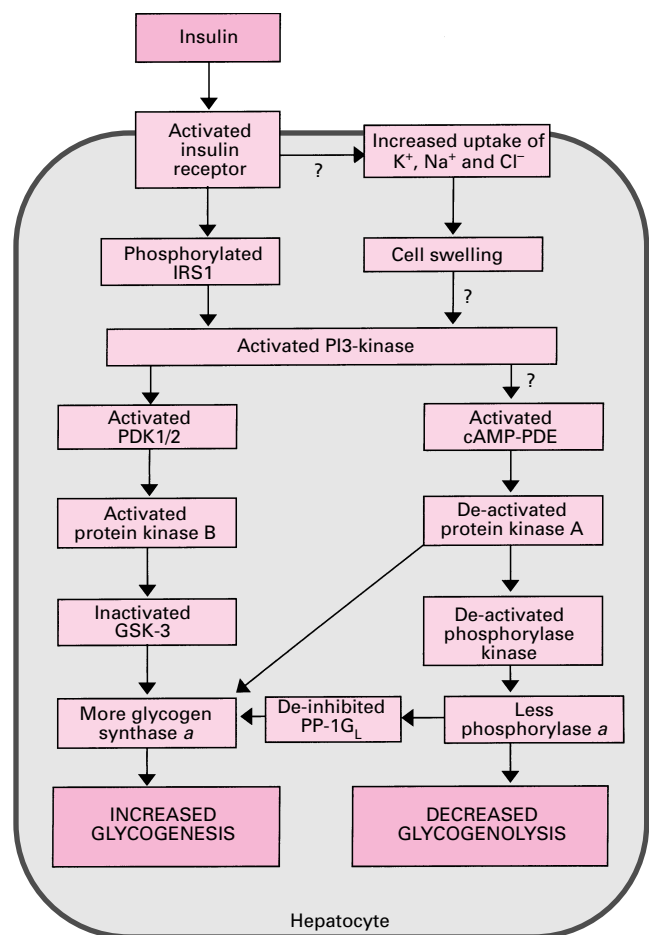 Insulin
Activated
insulin
receptor
?
Increased uptake of
K⁺, Na⁺ and Cl⁻
Phosphorylated
IRS1
Cell swelling
?
Activated PI3-kinase
?
Activated
PDK1/2
Activated
cAMP-PDE
Activated
protein kinase B
De-activated
protein kinase A
Inactivated
GSK-3
De-activated
phosphorylase
kinase
More glycogen
synthase a
De-inhibited
PP-1G_L
Less
phosphorylase a
INCREASED
GLYCOGENESIS
DECREASED
GLYCOGENOLYSIS
Hepatocyte